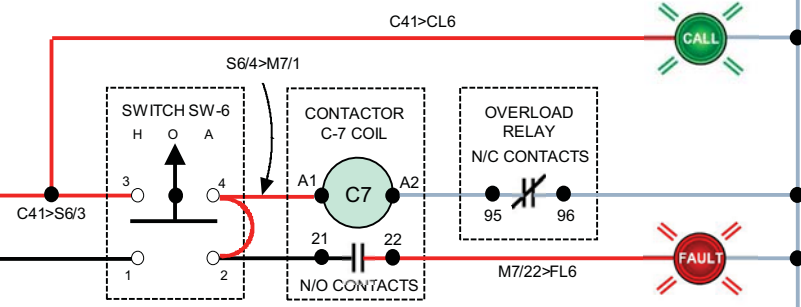 C41>CL6
CALL
S6/4>M7/1
SWITCH SW-6
H O A
CONTACTOR
C-7 COIL
OVERLOAD
RELAY
N/C CONTACTS
3
4
A1
C7
A2
95
96
C41>S6/3
1
2
21
22
N/O CONTACTS
M7/22>FL6
FAULT